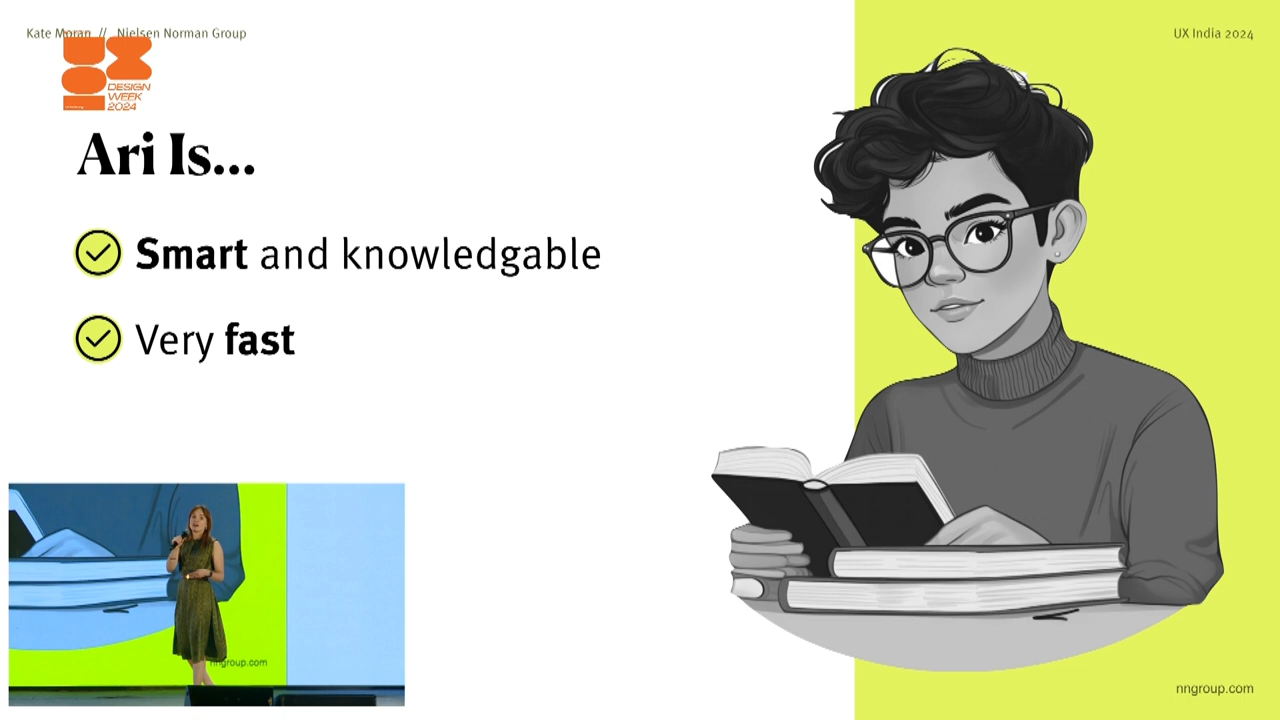 Kate Moran // Nielsen Norman Group
UX India 2024
DESIGN
WEEK
2024
Ari Is...
Smart and knowledgable
Very fast
nngroup.com
nngroup.com